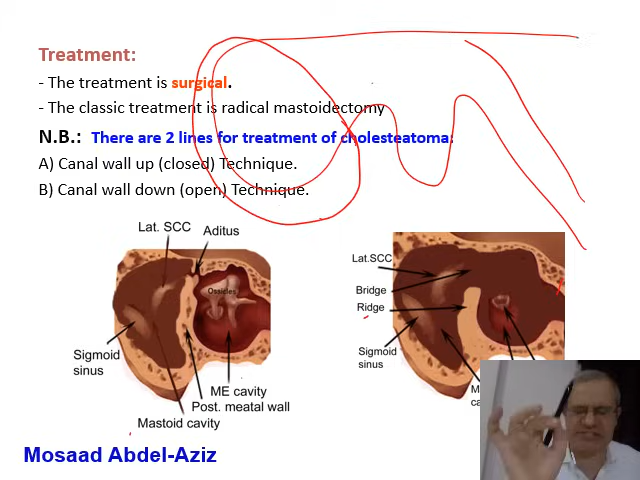 Treatment:
- The treatment is surgical.
- The classic treatment is radical mastoidectomy
N.B.: There are 2 lines for treatment of cholesteatoma:
A) Canal wall up (closed) Technique.
B) Canal wall down (open) Technique.
Lat. SCC
Aditus
Ossicles
Sigmoid
sinus
ME cavity
Post. meatal wall
Mastoid cavity
Lat.SCC
Bridge
Ridge
Sigmoid
sinus
Mosaad Abdel-Aziz